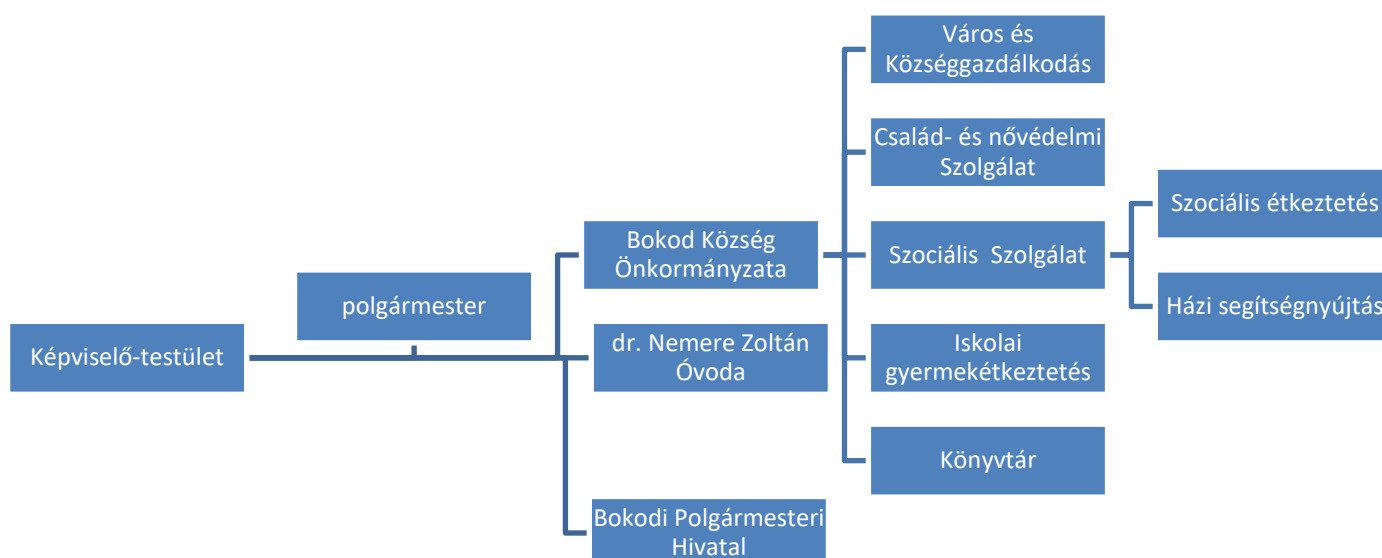 Képviselő-testület
polgármester
Bokod Község
Önkormányzata
Város és
Községgazdálkodás
Család- és nővédelmi
Szolgálat
Szociális  Szolgálat
Szociális étkeztetés
Házi segítségnyújtás
Iskolai
gyermekétkeztetés
Könyvtár
dr. Nemere Zoltán
Óvoda
Bokodi Polgármesteri
Hivatal